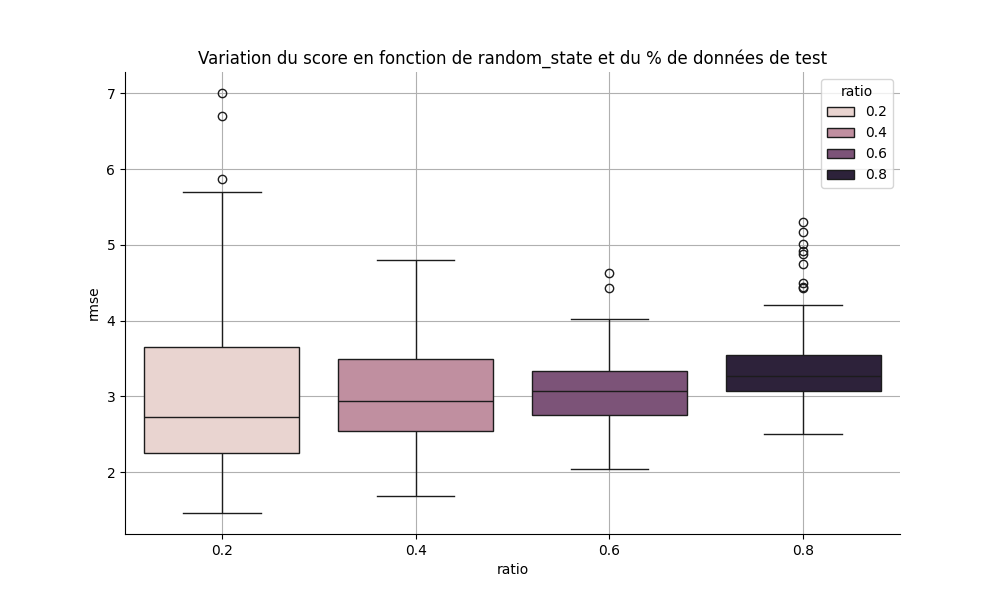 Variation du score en fonction de random_state et du % de données de test
ratio
0.2
0.4
0.6
0.8
7
6
5
4
3
2
rmse
0.2 0.4 0.6 0.8
ratio